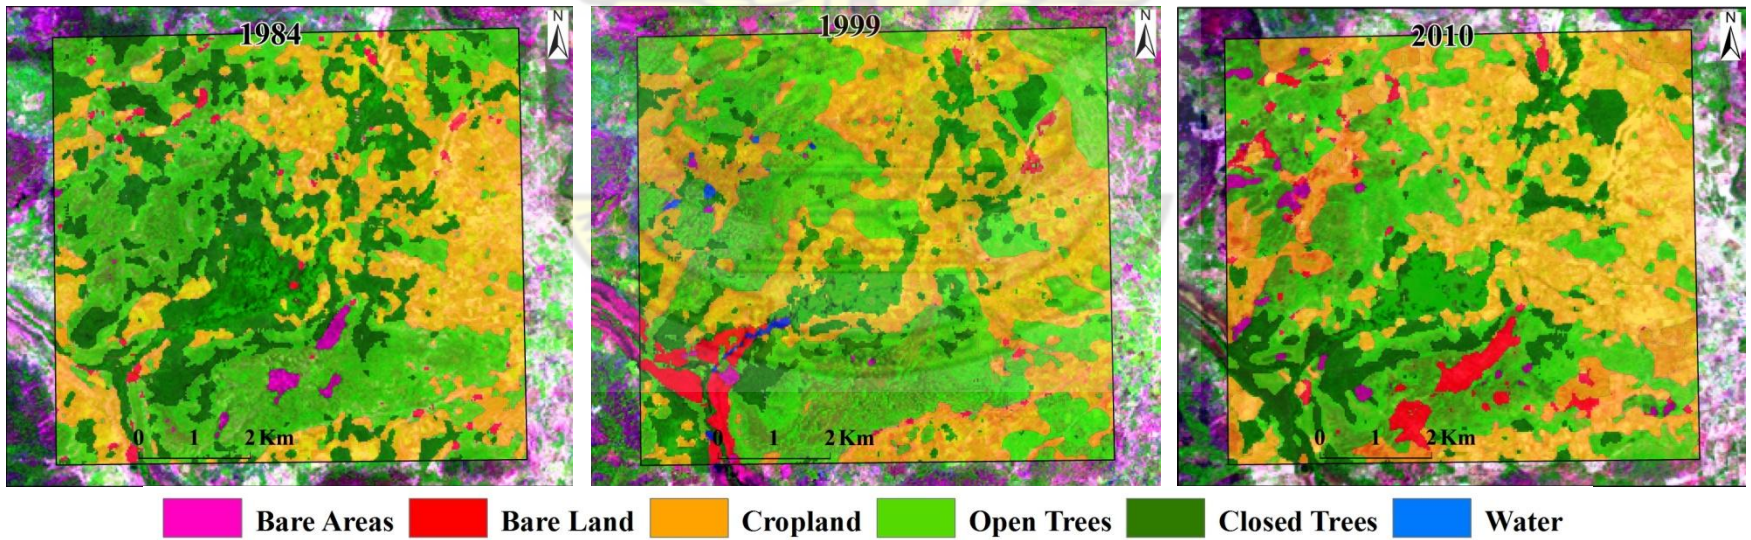 1984
N
0 1 2 Km
1999
N
0 1 2 Km
2010
N
0 1 2 Km
Bare Areas Bare Land Cropland Open Trees Closed Trees Water